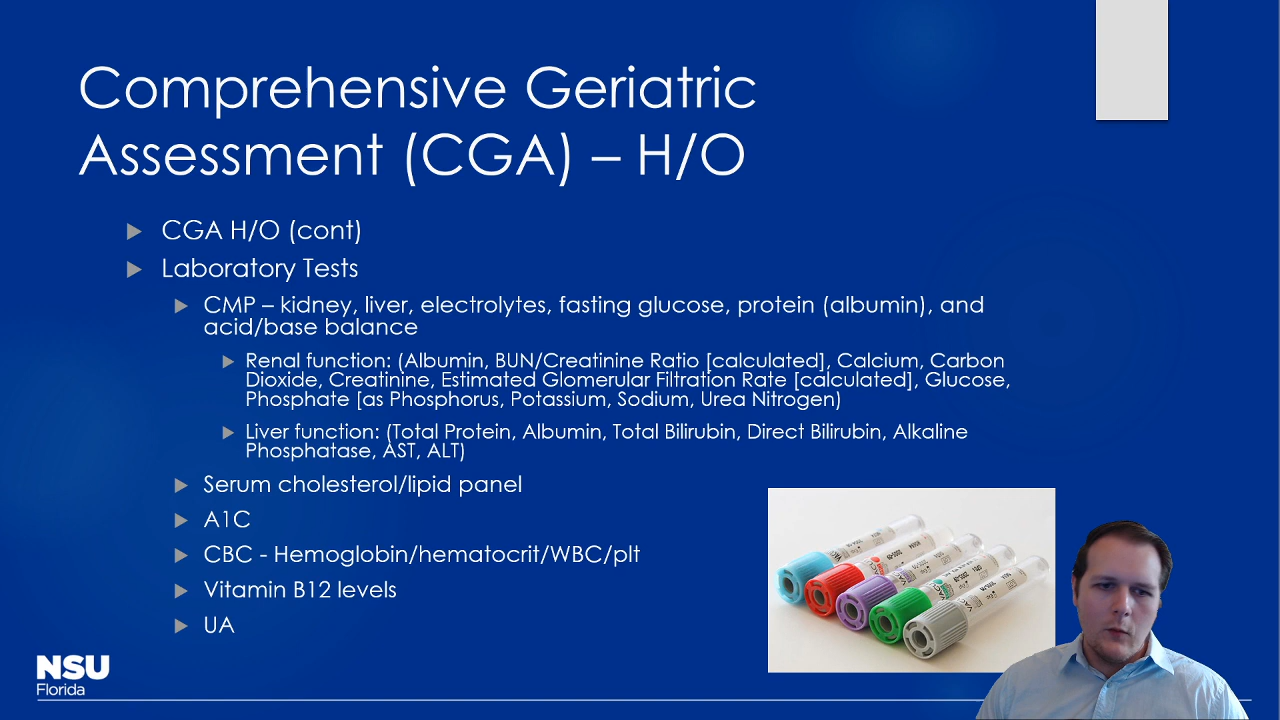 Comprehensive Geriatric
Assessment (CGA) – H/O
CGA H/O (cont)
Laboratory Tests
CMP – kidney, liver, electrolytes, fasting glucose, protein (albumin), and
acid/base balance
Renal function: (Albumin, BUN/Creatinine Ratio [calculated], Calcium, Carbon
Dioxide, Creatinine, Estimated Glomerular Filtration Rate [calculated], Glucose,
Phosphate [as Phosphorus, Potassium, Sodium, Urea Nitrogen)
Liver function: (Total Protein, Albumin, Total Bilirubin, Direct Bilirubin, Alkaline
Phosphatase, AST, ALT)
Serum cholesterol/lipid panel
A1C
CBC - Hemoglobin/hematocrit/WBC/plt
Vitamin B12 levels
UA
NSU
Florida